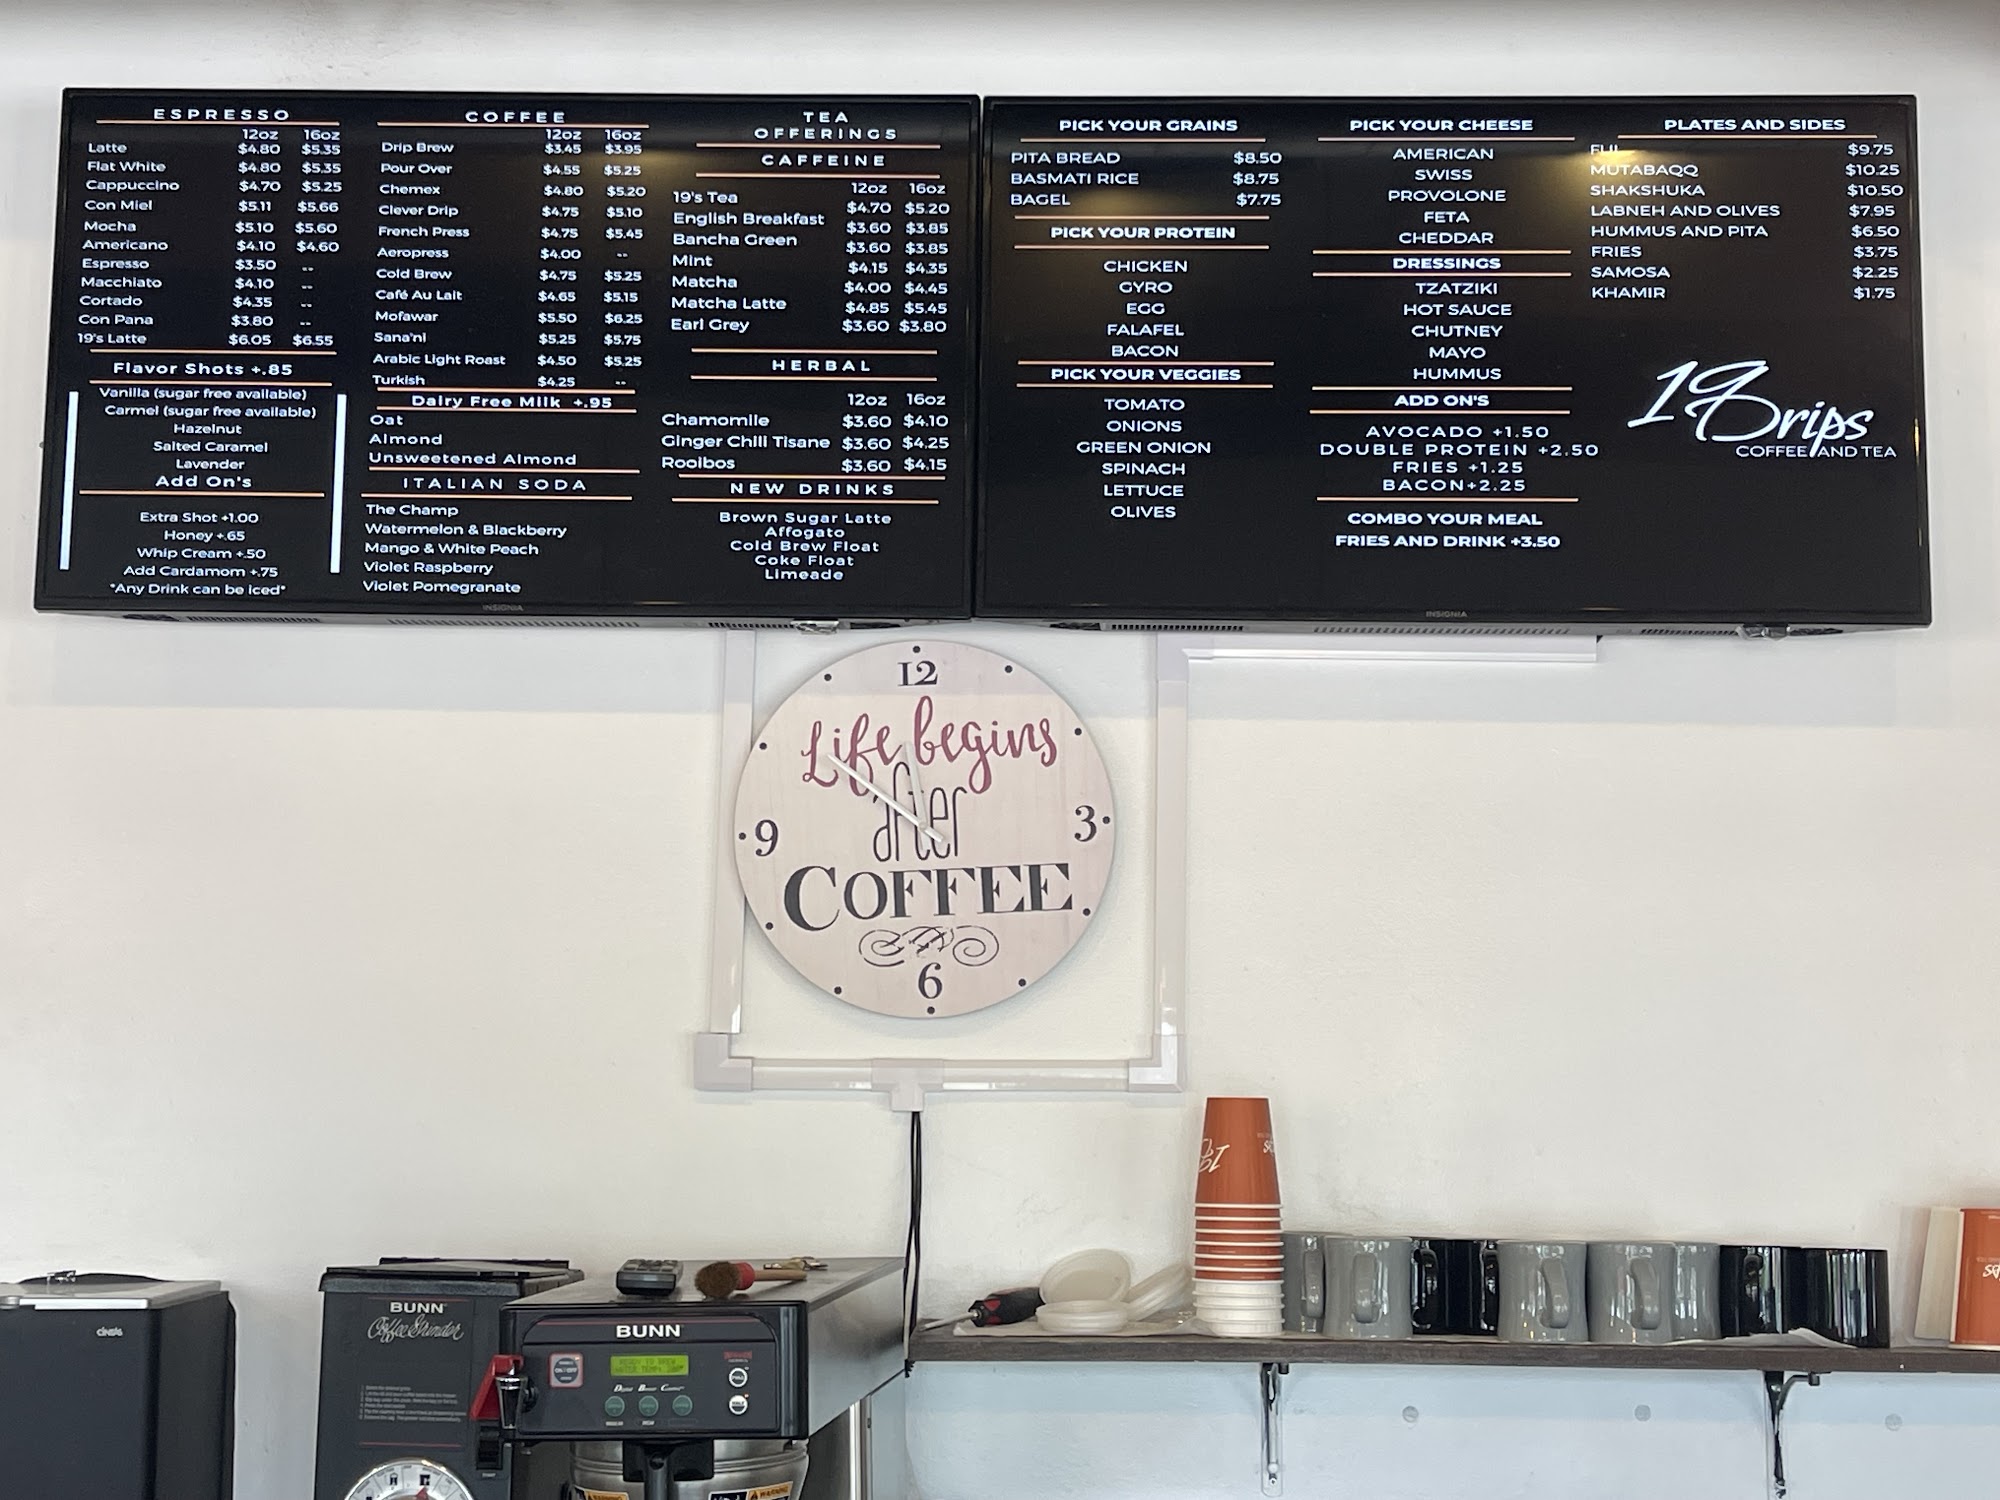 ESPRESSO
12oz 16oz
Latte $4.80 $5.35
Flat White $4.80 $5.35
Cappuccino $4.70 $5.25
Con Miel $5.11 $5.66
Mocha $5.10 $5.60
Americano $4.10 $4.60
Espresso $3.50 --
Macchiato $4.10 --
Cortado $4.35 --
Con Pana $3.80 --
19's Latte $6.05 $6.55
Flavor Shots +.85
Vanilla (sugar free available)
Carmel (sugar free available)
Hazelnut
Salted Caramel
Lavender
Add On's
Extra Shot +1.00
Honey +.65
Whip Cream +.50
Add Cardamom +.75
*Any Drink can be iced*
COFFEE
12oz 16oz
Drip Brew $3.45 $3.95
Pour Over $4.55 $5.25
Chemex $4.80 $5.20
Clever Drip $4.75 $5.10
French Press $4.75 $5.45
Aeropress $4.00 --
Cold Brew $4.75 $5.25
Café Au Lait $4.65 $5.15
Mofawar $5.50 $6.25
Sana'ni $5.25 $5.75
Arabic Light Roast $4.50 $5.25
Turkish $4.25 --
Dairy Free Milk +.95
Oat
Almond
Unsweetened Almond
ITALIAN SODA
The Champ
Watermelon & Blackberry
Mango & White Peach
Violet Raspberry
Violet Pomegranate
TEA
OFFERINGS
CAFFEINE
12oz 16oz
19's Tea $4.70 $5.20
English Breakfast $3.60 $3.85
Bancha Green $3.60 $3.85
Mint $4.15 $4.35
Matcha $4.00 $4.45
Matcha Latte $4.85 $5.45
Earl Grey $3.60 $3.80
HERBAL
12oz 16oz
Chamomile $3.60 $4.10
Ginger Chili Tisane $3.60 $4.25
Rooibos $3.60 $4.15
NEW DRINKS
Brown Sugar Latte
Affogato
Cold Brew Float
Coke Float
Limeade
INSIGNIA
PICK YOUR GRAINS
PITA BREAD $8.50
BASMATI RICE $8.75
BAGEL $7.75
PICK YOUR PROTEIN
CHICKEN
GYRO
EGG
FALAFEL
BACON
PICK YOUR VEGGIES
TOMATO
ONIONS
GREEN ONION
SPINACH
LETTUCE
OLIVES
PICK YOUR CHEESE
AMERICAN
SWISS
PROVOLONE
FETA
CHEDDAR
DRESSINGS
TZATZIKI
HOT SAUCE
CHUTNEY
MAYO
HUMMUS
ADD ON'S
AVOCADO +1.50
DOUBLE PROTEIN +2.50
FRIES +1.25
BACON+2.25
COMBO YOUR MEAL
FRIES AND DRINK +3.50
PLATES AND SIDES
FUL $9.75
MUTABAQQ $10.25
SHAKSHUKA $10.50
LABNEH AND OLIVES $7.95
HUMMUS AND PITA $6.50
FRIES $3.75
SAMOSA $2.25
KHAMIR $1.75
19Drips
COFFEE AND TEA
INSIGNIA
12
3
6
9
Life begins
after
COFFEE
BUNN
Coffee Grinder
BUNN
READY TO BREW
ON/OFF